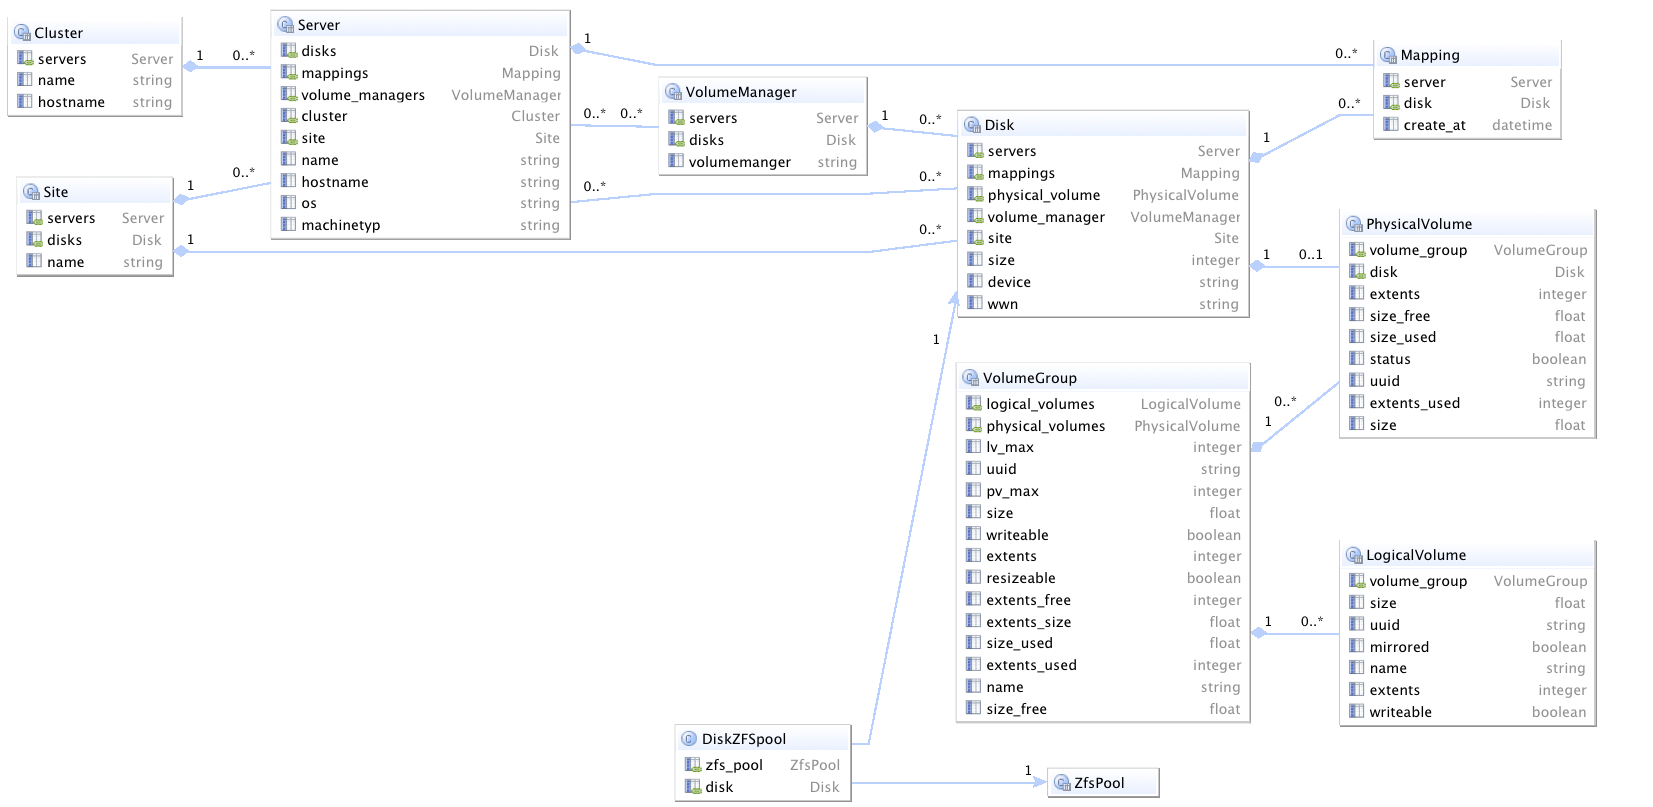 Cluster
servers Server
name string
hostname string
1 0..*
Server
disks Disk
mappings Mapping
volume_managers VolumeManager
cluster Cluster
site Site
name string
hostname string
os string
machinetyp string
1 0..*
Mapping
server Server
disk Disk
create_at datetime
0..* 0..*
VolumeManager
servers Server
disks Disk
volumemanger string
1 0..*
1 0..*
Site
servers Server
disks Disk
name string
1 0..*
1 0..*
0..* 0..*
Disk
servers Server
mappings Mapping
physical_volume PhysicalVolume
volume_manager VolumeManager
site Site
size integer
device string
wwn string
1 0..1
PhysicalVolume
volume_group VolumeGroup
disk Disk
extents integer
size_free float
size_used float
status boolean
uuid string
extents_used integer
size float
1
VolumeGroup
logical_volumes LogicalVolume
physical_volumes PhysicalVolume
lv_max integer
uuid string
pv_max integer
size float
writeable boolean
extents integer
resizeable boolean
extents_free integer
extents_size float
size_used float
extents_used integer
name string
size_free float
0..*
1
1 0..*
LogicalVolume
volume_group VolumeGroup
size float
uuid string
mirrored boolean
name string
extents integer
writeable boolean
DiskZFSpool
zfs_pool ZfsPool
disk Disk
1
ZfsPool